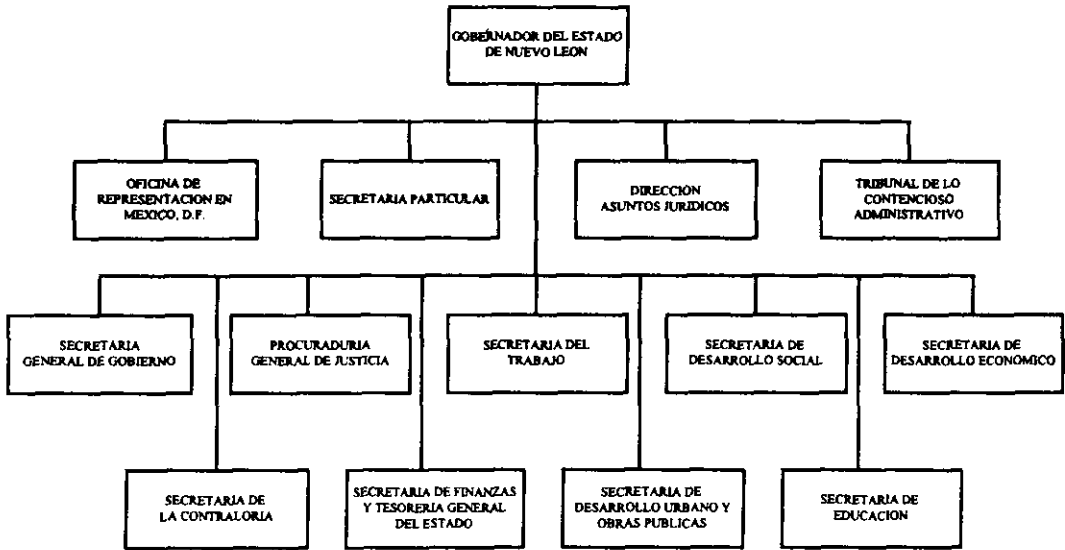 GOBERNADOR DEL ESTADO
DE NUEVO LEON
OFICINA DE
REPRESENTACION EN
MEXICO, D.F.
SECRETARIA PARTICULAR
DIRECCION
ASUNTOS JURIDICOS
TRIBUNAL DE LO
CONTENCIOSO
ADMINISTRATIVO
SECRETARIA
GENERAL DE GOBIERNO
PROCURADURIA
GENERAL DE JUSTICIA
SECRETARIA DEL
TRABAJO
SECRETARIA DE
DESARROLLO SOCIAL
SECRETARIA DE
DESARROLLO ECONOMICO
SECRETARIA DE
LA CONTRALORIA
SECRETARIA DE FINANZAS
Y TESORERIA GENERAL
DEL ESTADO
SECRETARIA DE
DESARROLLO URBANO Y
OBRAS PUBLICAS
SECRETARIA DE
EDUCACION